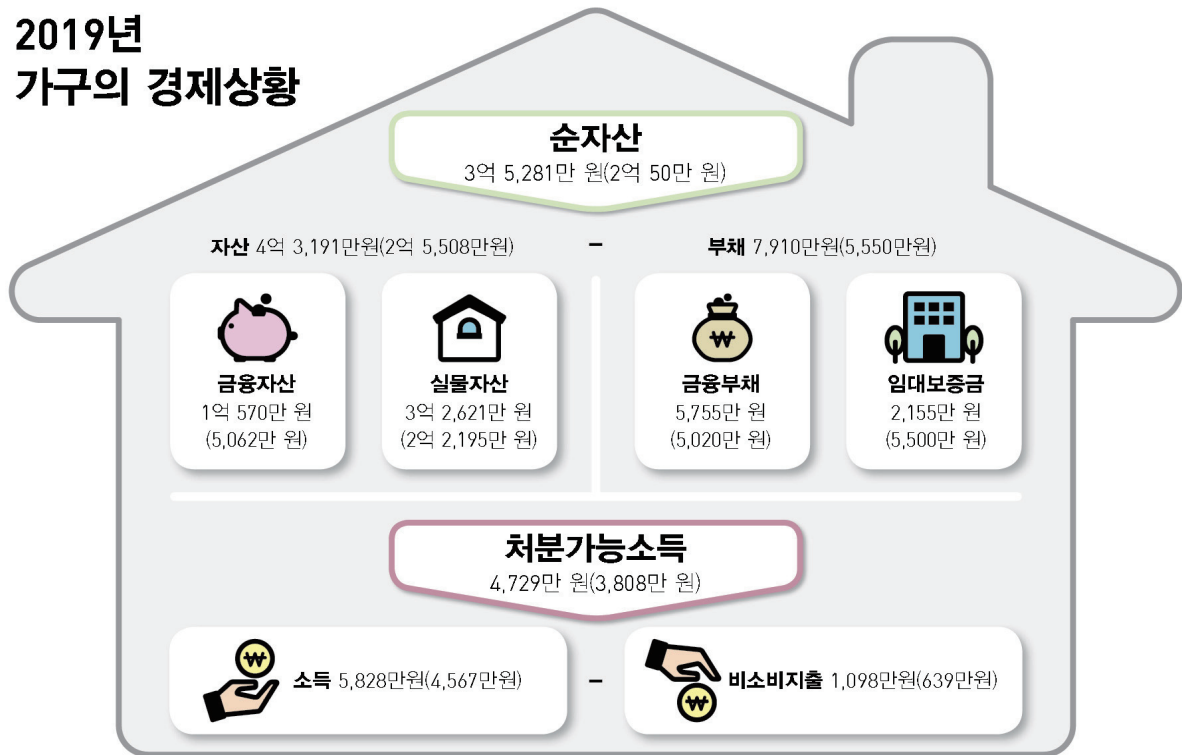 2019년
가구의 경제상황
순자산
3억 5,281만 원(2억 50만 원)
자산 4억 3,191만원(2억 5,508만원) - 부채 7,910만원(5,550만원)
금융자산
1억 570만 원
(5,062만 원)
실물자산
3억 2,621만 원
(2억 2,195만 원)
금융부채
5,755만 원
(5,020만 원)
임대보증금
2,155만 원
(5,500만 원)
처분가능소득
4,729만 원(3,808만 원)
소득 5,828만원(4,567만원) - 비소비지출 1,098만원(639만원)